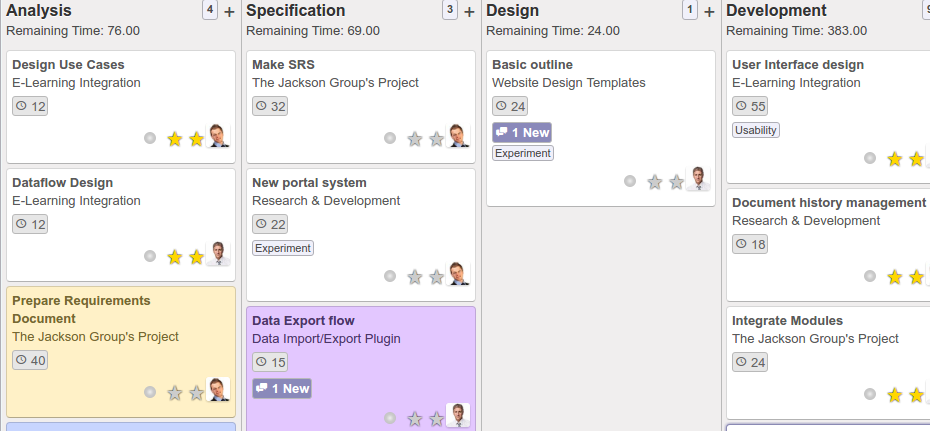 Analysis
4 +
Remaining Time: 76.00
Design Use Cases
E-Learning Integration
12
Dataflow Design
E-Learning Integration
12
Prepare Requirements
Document
The Jackson Group's Project
40
Specification
3 +
Remaining Time: 69.00
Make SRS
The Jackson Group's Project
32
New portal system
Research & Development
22
Experiment
Data Export flow
Data Import/Export Plugin
15
1 New
Design
1 +
Remaining Time: 24.00
Basic outline
Website Design Templates
24
1 New
Experiment
Development
Remaining Time: 383.00
User Interface design
E-Learning Integration
55
Usability
Document history management
Research & Development
18
Integrate Modules
The Jackson Group's Project
24